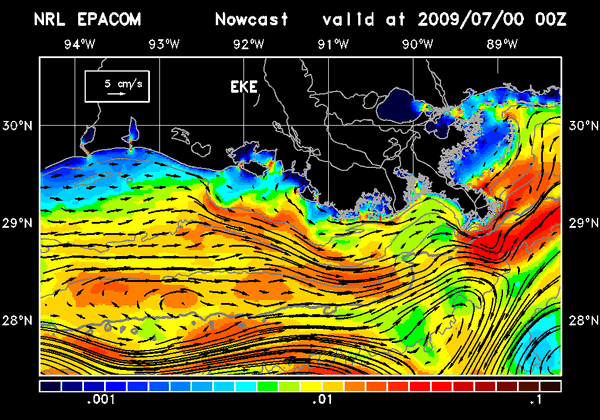 NRL EPACOM Nowcast valid at 2009/07/00 00Z
94°W 93°W 92°W 91°W 90°W 89°W
5 cm/s
EKE
30°N 30°N
29°N 29°N
28°N 28°N
.001 .01 .1